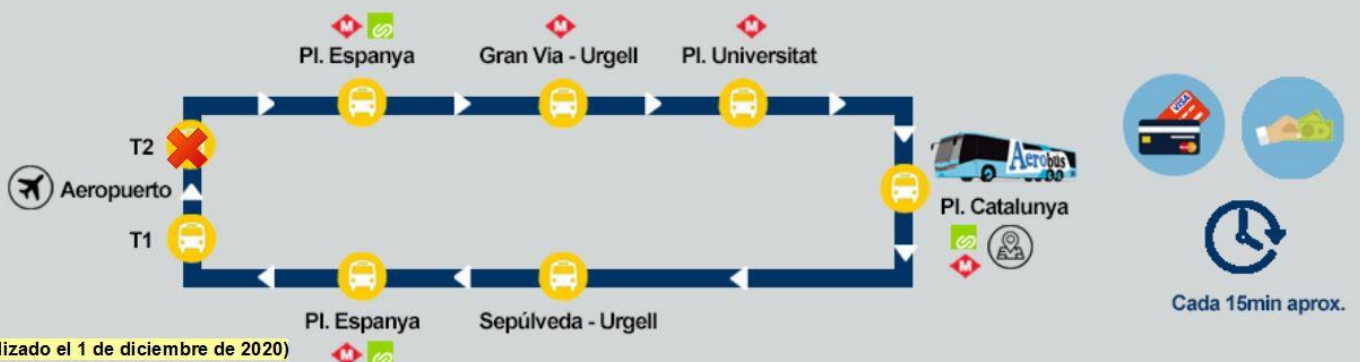 Pl. Espanya
Gran Via - Urgell
Pl. Universitat
T2
Aeropuerto
T1
Aerobus
Pl. Catalunya
VISA
Cada 15min aprox.
Pl. Espanya
Sepúlveda - Urgell
lizado el 1 de diciembre de 2020)